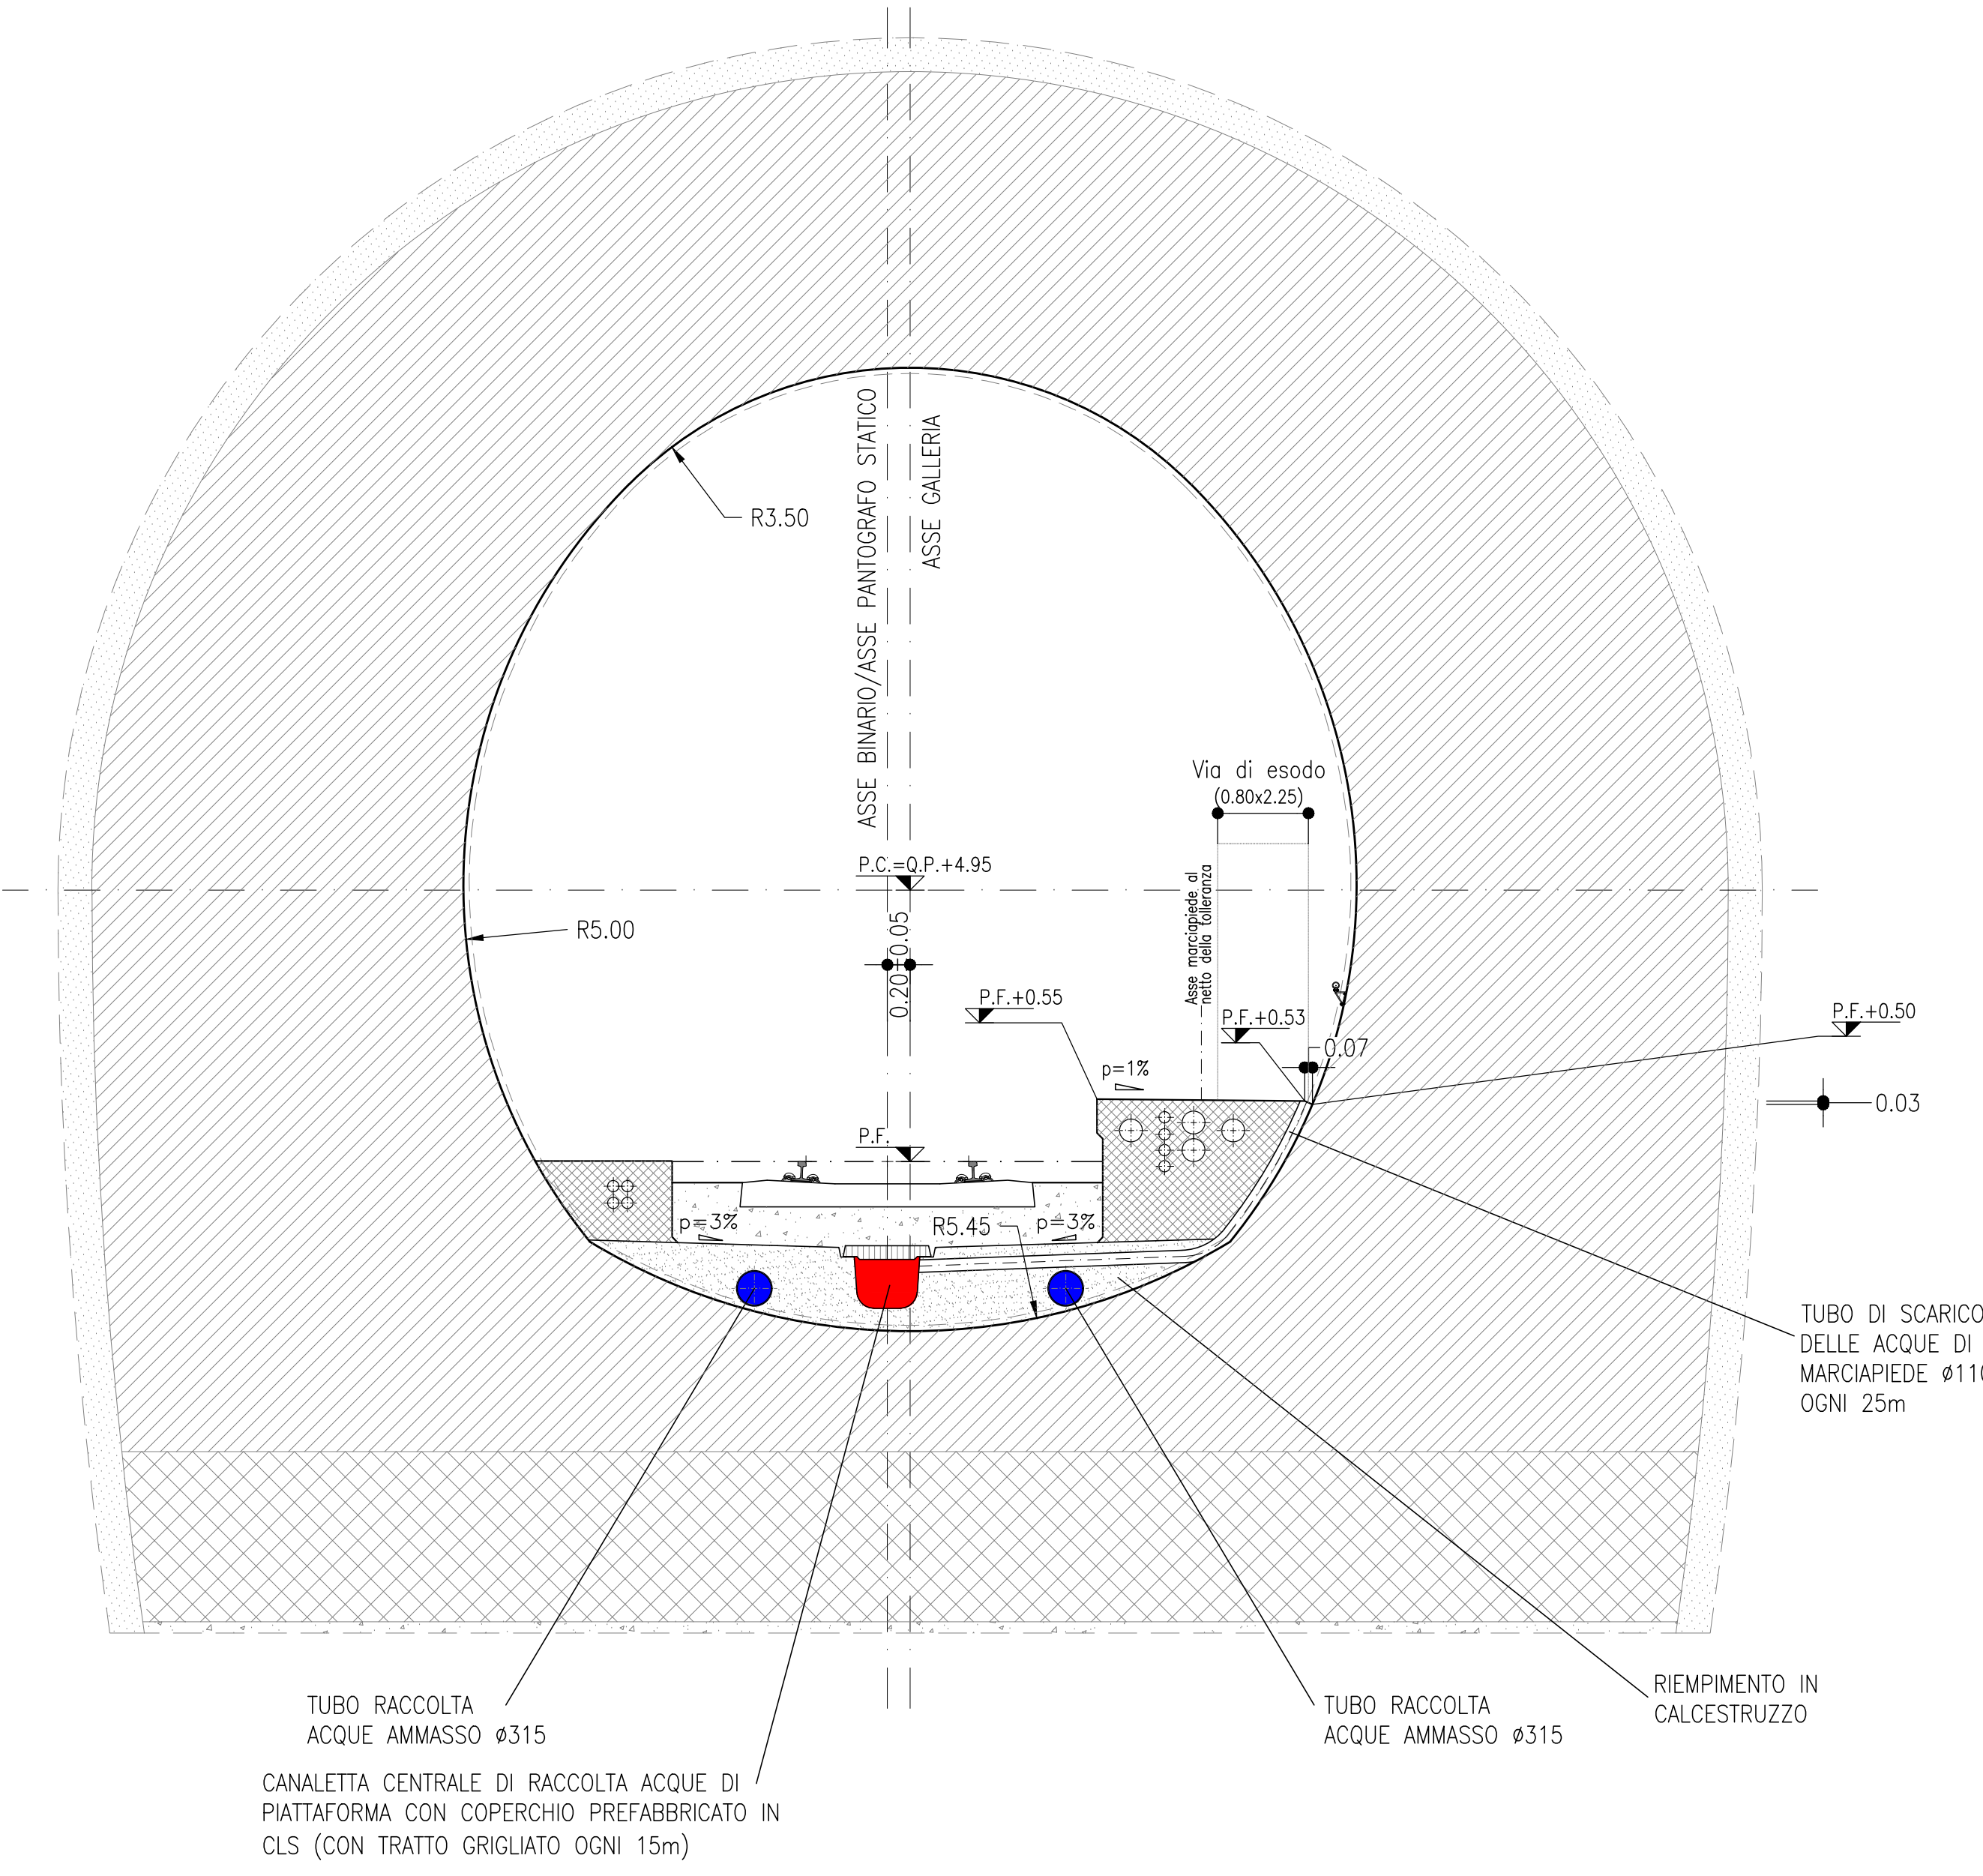 ASSE BINARIO/ASSE PANTOGRAFO STATICO
ASSE GALLERIA
R3.50
Via di esodo
(0.80x2.25)
P.C.=Q.P.+4.95
Asse marciapiede al
netto della tolleranza
R5.00
0.20
0.05
P.F.+0.55
P.F.+0.53
P.F.+0.50
0.07
p=1%
0.03
P.F.
p=3%
R5.45
p=3%
TUBO DI SCARICO
DELLE ACQUE DI
MARCIAPIEDE ø110
OGNI 25m
TUBO RACCOLTA
ACQUE AMMASSO ø315
TUBO RACCOLTA
ACQUE AMMASSO ø315
RIEMPIMENTO IN
CALCESTRUZZO
CANALETTA CENTRALE DI RACCOLTA ACQUE DI
PIATTAFORMA CON COPERCHIO PREFABBRICATO IN
CLS (CON TRATTO GRIGLIATO OGNI 15m)